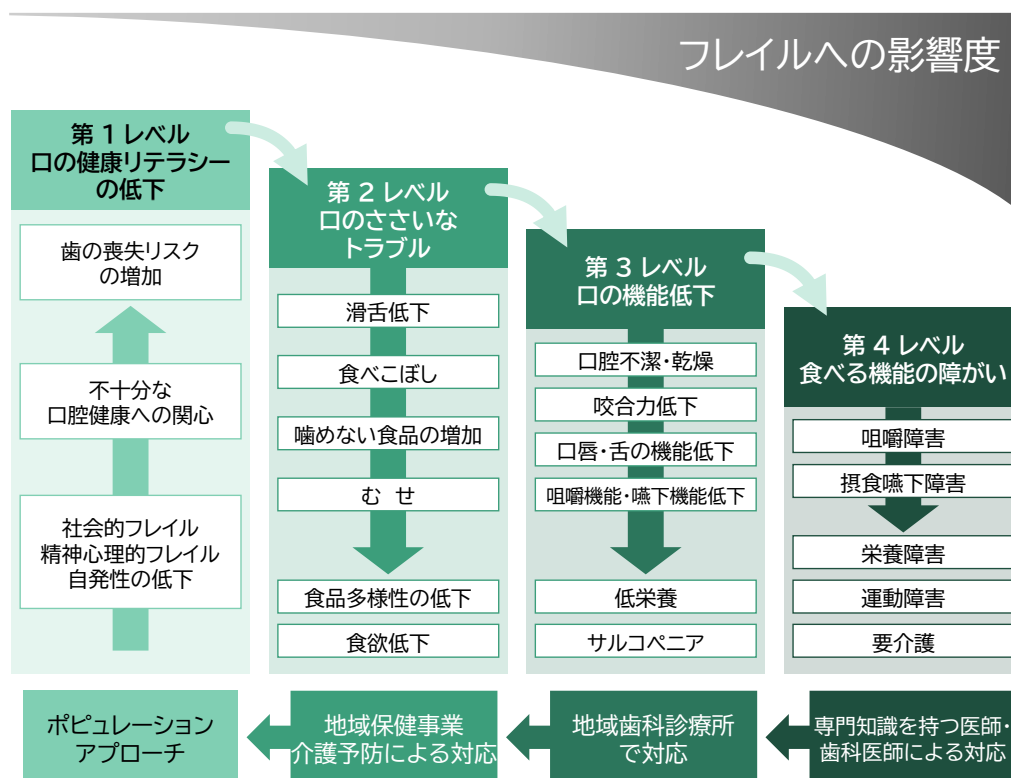 フレイルへの影響度
第 1 レベル
口の健康リテラシー
の低下
歯の喪失リスク
の増加
不十分な
口腔健康への関心
社会的フレイル
精神心理的フレイル
自発性の低下
ポピュレーション
アプローチ
第 2 レベル
口のささいな
トラブル
滑舌低下
食べこぼし
噛めない食品の増加
む せ
食品多様性の低下
食欲低下
地域保健事業
介護予防による対応
第 3 レベル
口の機能低下
口腔不潔・乾燥
咬合力低下
口唇・舌の機能低下
咀嚼機能・嚥下機能低下
低栄養
サルコペニア
地域歯科診療所
で対応
第 4 レベル
食べる機能の障がい
咀嚼障害
摂食嚥下障害
栄養障害
運動障害
要介護
専門知識を持つ医師・
歯科医師による対応